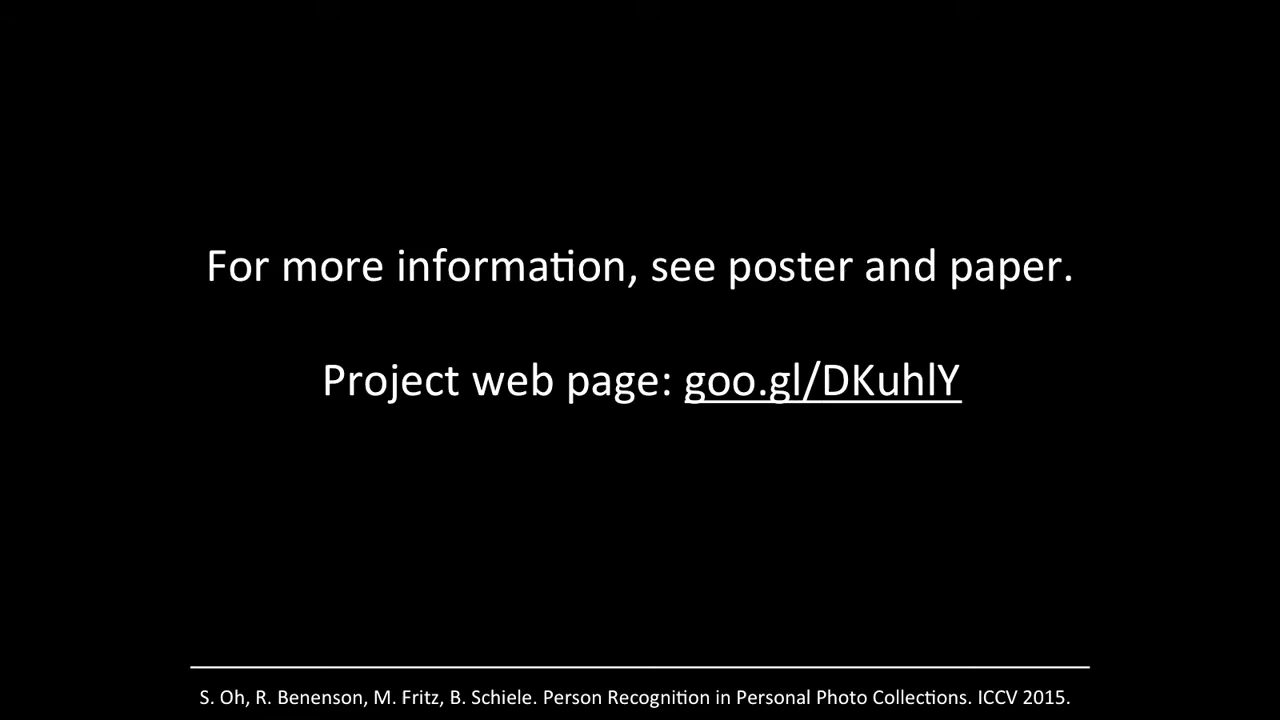 For more information, see poster and paper.
Project web page: goo.gl/DKuhlY
S. Oh, R. Benenson, M. Fritz, B. Schiele. Person Recognition in Personal Photo Collections. ICCV 2015.